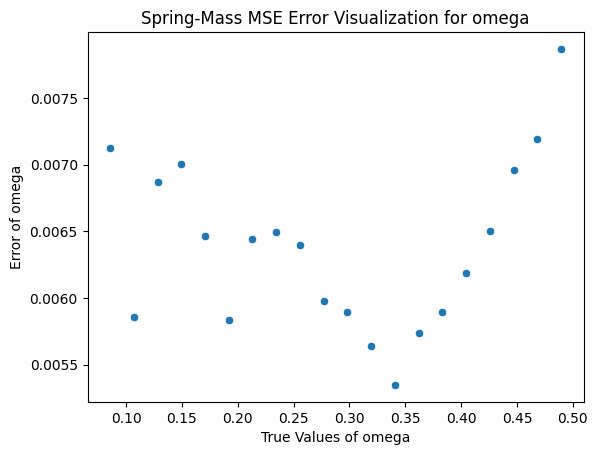 Spring-Mass MSE Error Visualization for omega
Error of omega
0.0075
0.0070
0.0065
0.0060
0.0055
0.10 0.15 0.20 0.25 0.30 0.35 0.40 0.45 0.50
True Values of omega